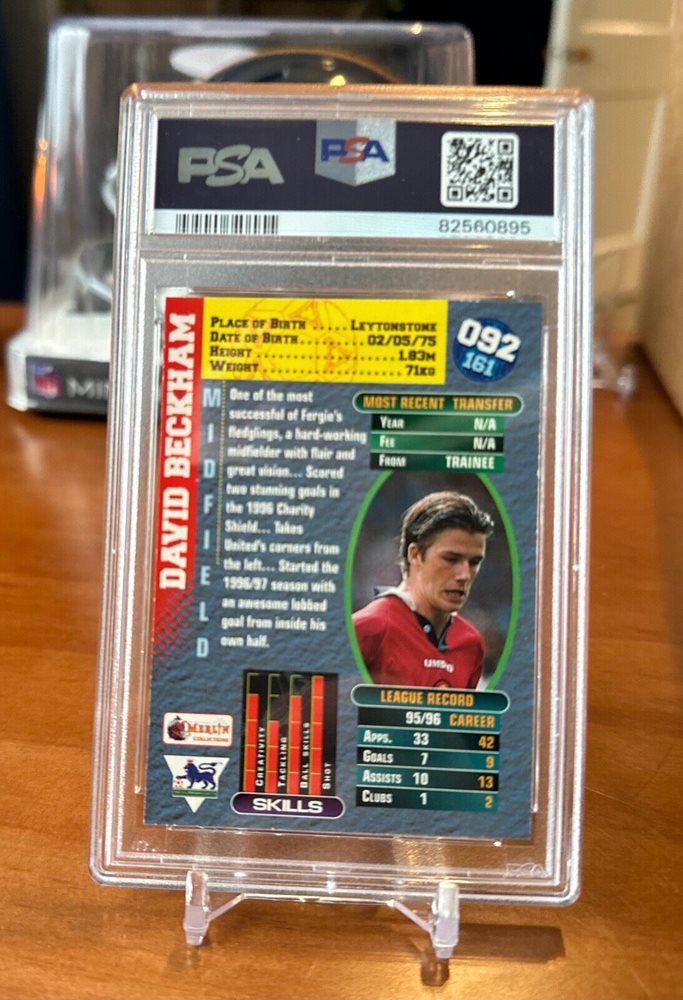 PSA
PSA
82560895
DAVID BECKHAM
MIDFIELD
Place of Birth ..... Leytonstone
Date of Birth ........... 02/05/75
Height ..................... 1.83m
Weight ..................... 71kg
092
161
One of the most
successful of Fergie's
fledglings, a hard-working
midfielder with flair and
great vision... Scored
two stunning goals in
the 1996 Charity
Shield... Takes
United's corners from
the left... Started the
1996/97 season with
an awesome lobbed
goal from inside his
own half.
MOST RECENT TRANSFER
Year N/A
Fee N/A
From TRAINEE
UMBRO
LEAGUE RECORD
95/96 CAREER
Apps. 33 42
Goals 7 9
Assists 10 13
Clubs 1 2
Creativity
Tackling
Ball Skills
Shot
SKILLS
MERLIN
COLLECTIONS
NFL
MINI